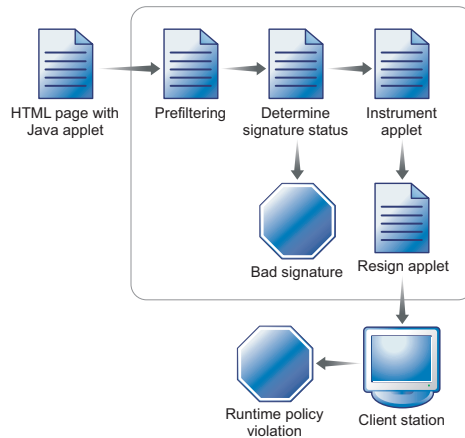 HTML page with
Java applet
Prefiltering
Determine
signature status
Instrument
applet
Bad signature
Resign applet
Runtime policy
violation
Client station